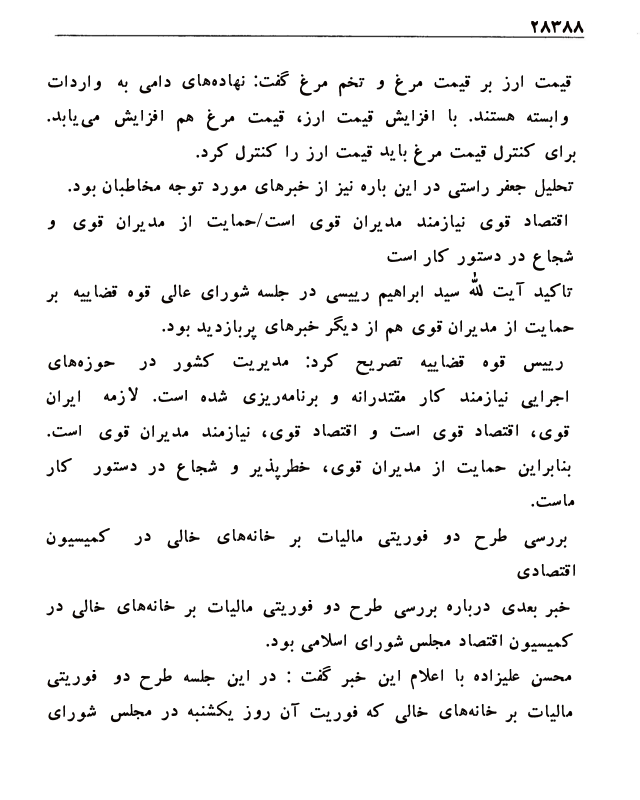 ۲۸۳۸۸
قیمت ارز بر قیمت مرغ و تخم مرغ گفت: نهاده‌های دامی به واردات
وابسته هستند. با افزایش قیمت ارز، قیمت مرغ هم افزایش می‌یابد.
برای کنترل قیمت مرغ باید قیمت ارز را کنترل کرد.
تحلیل جعفر راستی در این باره نیز از خبرهای مورد توجه مخاطبان بود.
اقتصاد قوی نیازمند مدیران قوی است/حمایت از مدیران قوی و
شجاع در دستور کار است
تاکید آیت لله سید ابراهیم رییسی در جلسه شورای عالی قوه قضاییه بر
حمایت از مدیران قوی هم از دیگر خبرهای پربازدید بود.
رییس قوه قضاییه تصریح کرد: مدیریت کشور در حوزه‌های
اجرایی نیازمند کار مقتدرانه و برنامه‌ریزی شده است. لازمه ایران
قوی، اقتصاد قوی است و اقتصاد قوی، نیازمند مدیران قوی است.
بنابراین حمایت از مدیران قوی، خطرپذیر و شجاع در دستور کار
ماست.
بررسی طرح دو فوریتی مالیات بر خانه‌های خالی در کمیسیون
اقتصادی
خبر بعدی درباره بررسی طرح دو فوریتی مالیات بر خانه‌های خالی در
کمیسیون اقتصاد مجلس شورای اسلامی بود.
محسن علیزاده با اعلام این خبر گفت : در این جلسه طرح دو فوریتی
مالیات بر خانه‌های خالی که فوریت آن روز یکشنبه در مجلس شورای